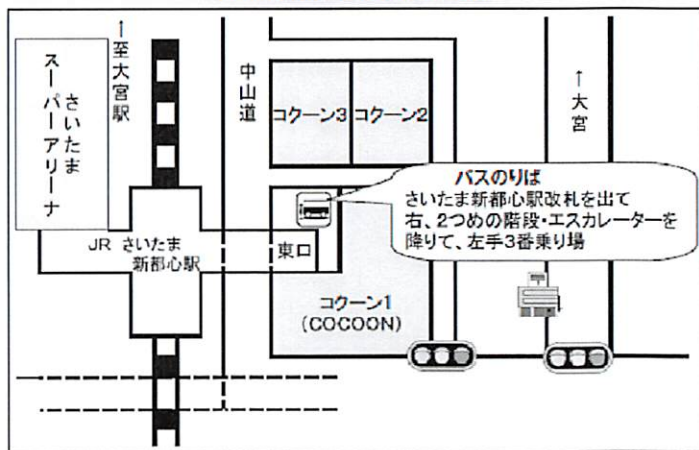 さいたま
スーパーアリーナ
↑至大宮駅
中山道
コクーン3
コクーン2
↑大宮
バスのりば
さいたま新都心駅改札を出て
右、2つめの階段・エスカレーターを
降りて、左手3番乗り場
JR さいたま
新都心駅
東口
コクーン1
(COCOON)